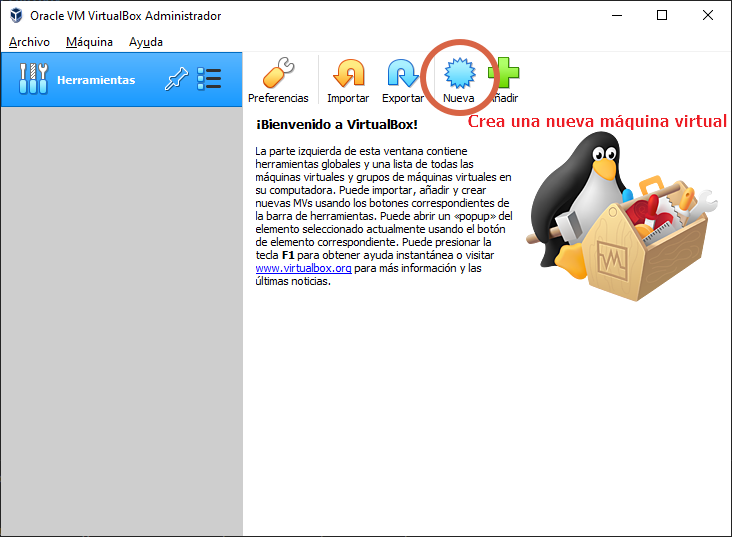 Oracle VM VirtualBox Administrador
Archivo Máquina Ayuda
Herramientas
Preferencias Importar Exportar Nueva Añadir
¡Bienvenido a VirtualBox!
Crea una nueva máquina virtual
La parte izquierda de esta ventana contiene
herramientas globales y una lista de todas las
máquinas virtuales y grupos de máquinas virtuales en
su computadora. Puede importar, añadir y crear
nuevas MVs usando los botones correspondientes de
la barra de herramientas. Puede abrir un «popup» del
elemento seleccionado actualmente usando el botón
de elemento correspondiente. Puede presionar la
tecla F1 para obtener ayuda instantánea o visitar
www.virtualbox.org para más información y las
últimas noticias.